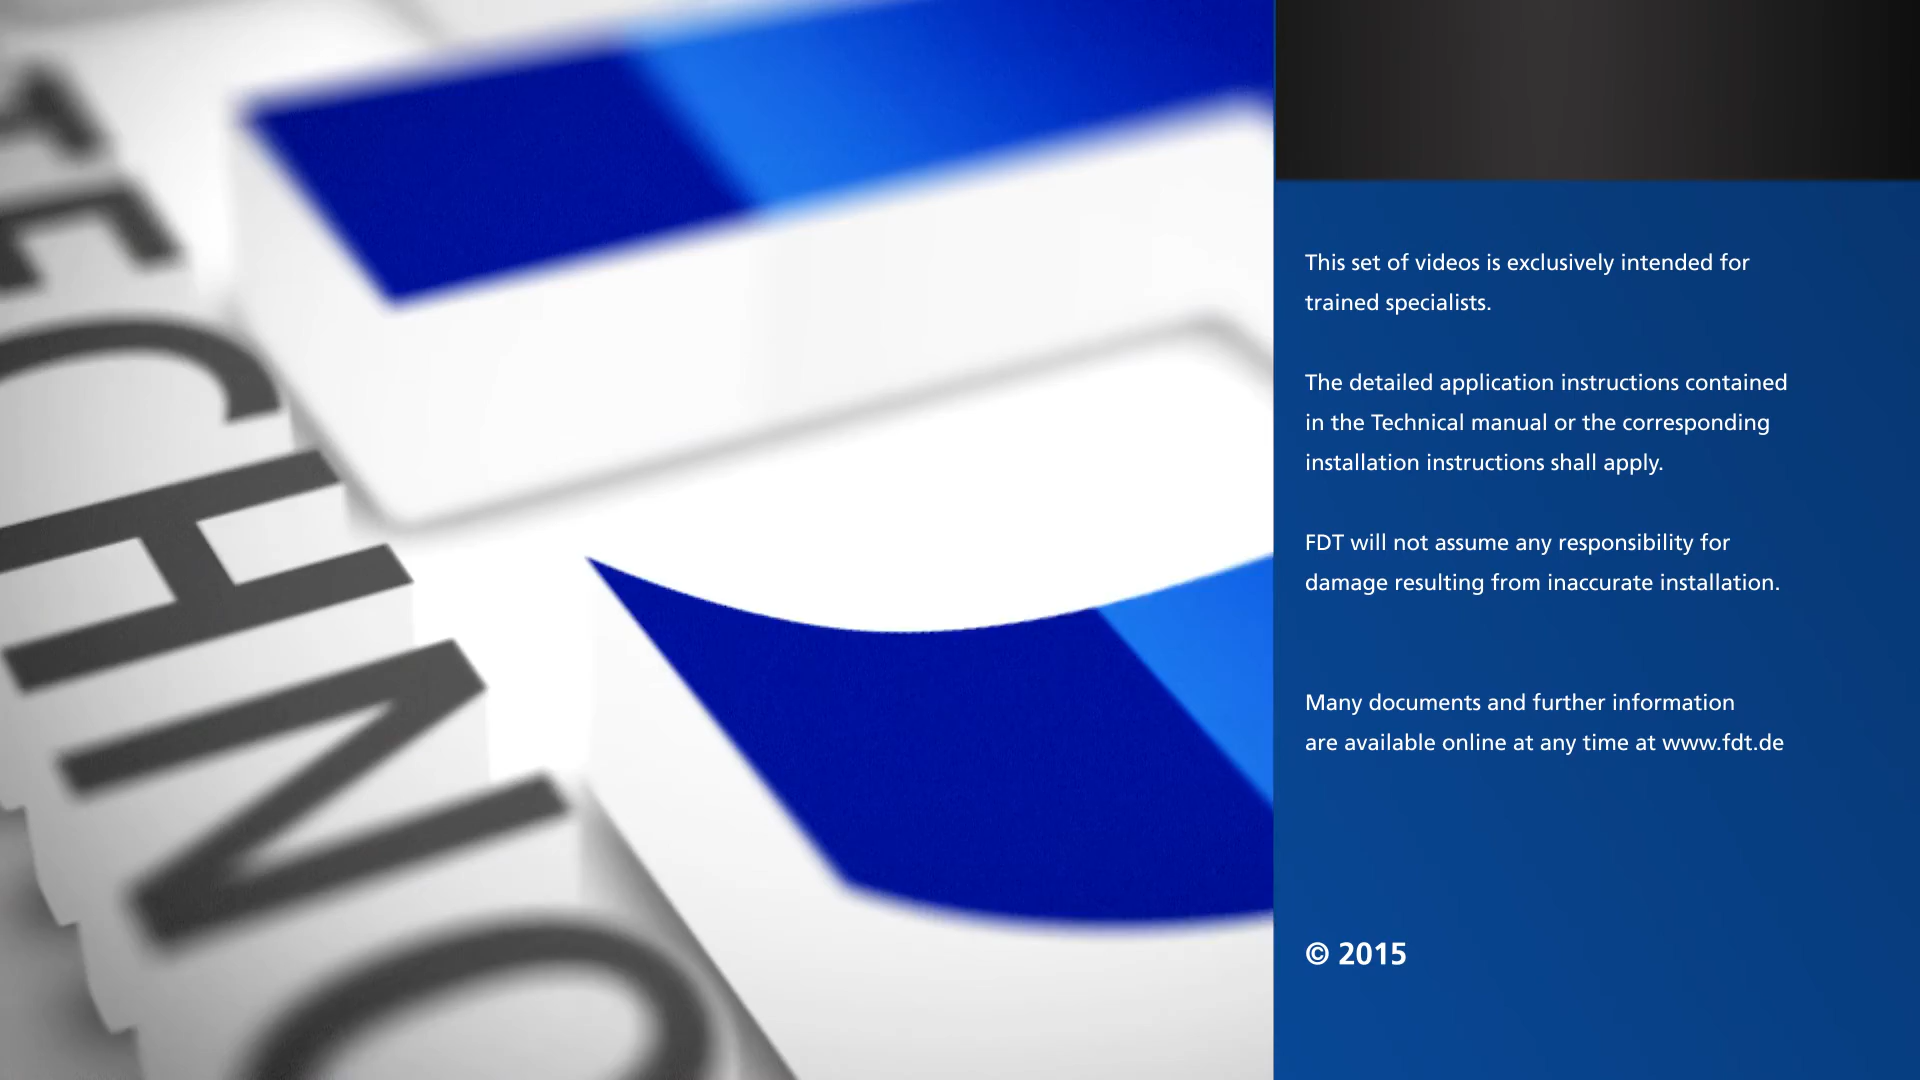 TECHNO
This set of videos is exclusively intended for
trained specialists.
The detailed application instructions contained
in the Technical manual or the corresponding
installation instructions shall apply.
FDT will not assume any responsibility for
damage resulting from inaccurate installation.
Many documents and further information
are available online at any time at www.fdt.de
© 2015